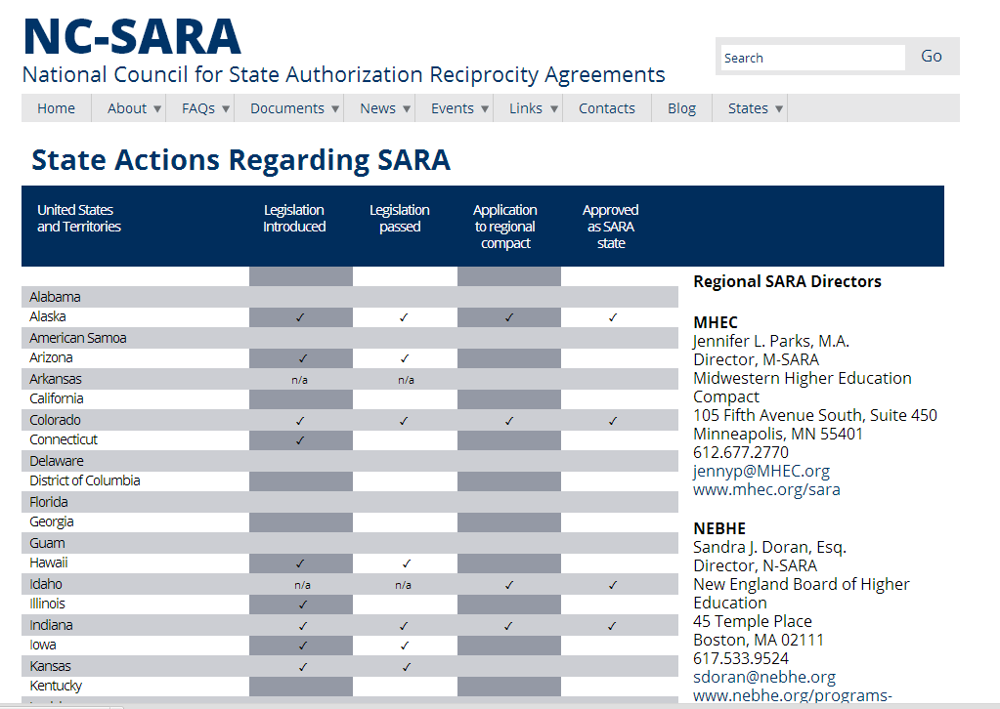 NC-SARA
National Council for State Authorization Reciprocity Agreements
Search
Go
Home About FAQs Documents News Events Links Contacts Blog States
State Actions Regarding SARA
United States
and Territories
Legislation
Introduced
Legislation
passed
Application
to regional
compact
Approved
as SARA
state
Alabama
Alaska ✓ ✓ ✓ ✓
American Samoa
Arizona ✓ ✓
Arkansas n/a n/a
California
Colorado ✓ ✓ ✓ ✓
Connecticut ✓
Delaware
District of Columbia
Florida
Georgia
Guam
Hawaii ✓ ✓
Idaho n/a n/a ✓ ✓
Illinois ✓
Indiana ✓ ✓ ✓ ✓
Iowa ✓ ✓
Kansas ✓ ✓
Kentucky
Regional SARA Directors
MHEC
Jennifer L. Parks, M.A.
Director, M-SARA
Midwestern Higher Education
Compact
105 Fifth Avenue South, Suite 450
Minneapolis, MN 55401
612.677.2770
jennyp@MHEC.org
www.mhec.org/sara
NEBHE
Sandra J. Doran, Esq.
Director, N-SARA
New England Board of Higher
Education
45 Temple Place
Boston, MA 02111
617.533.9524
sdoran@nebhe.org
www.nebhe.org/programs-